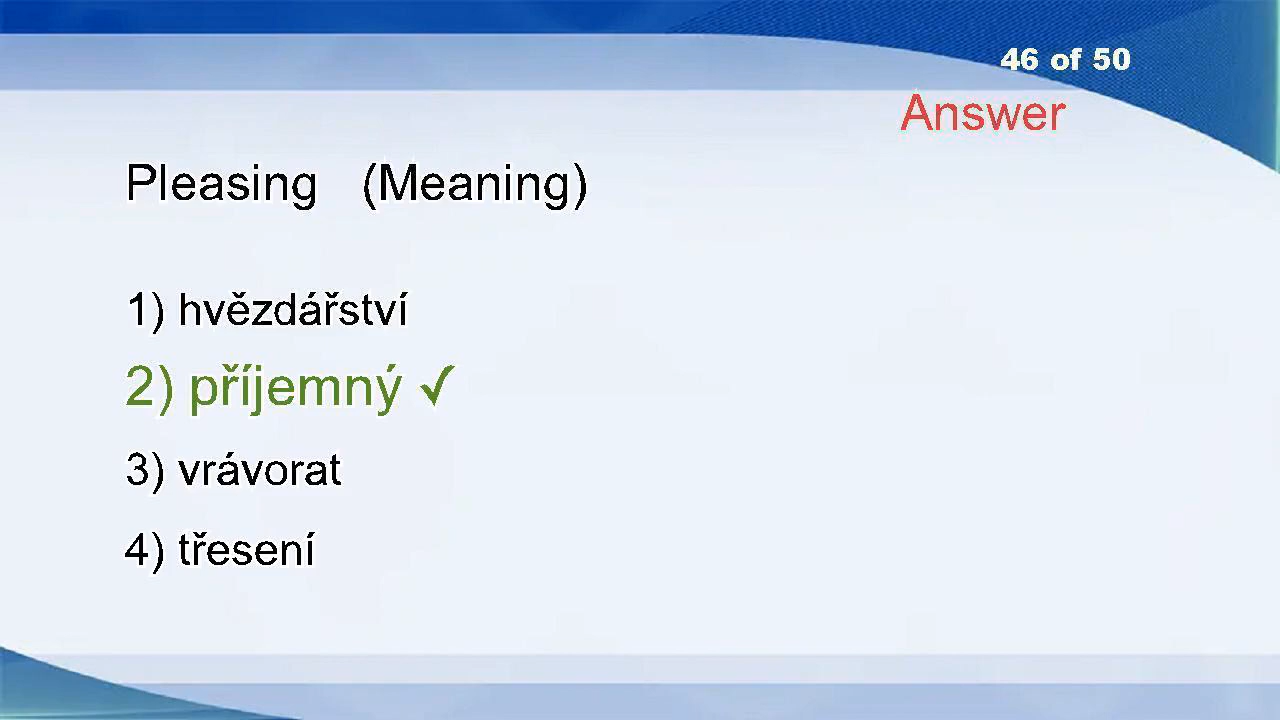 46 of 50
Answer
Pleasing (Meaning)
1) hvězdářství
2) příjemný ✓
3) vrávorat
4) třesení